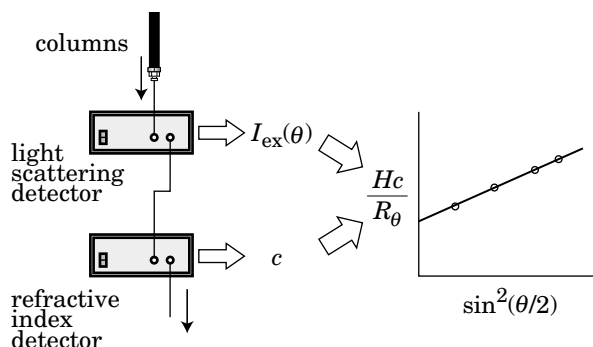 columns
I_ex(θ)
light
scattering
detector
Hc
R_θ
c
refractive
index
detector
sin²(θ/2)